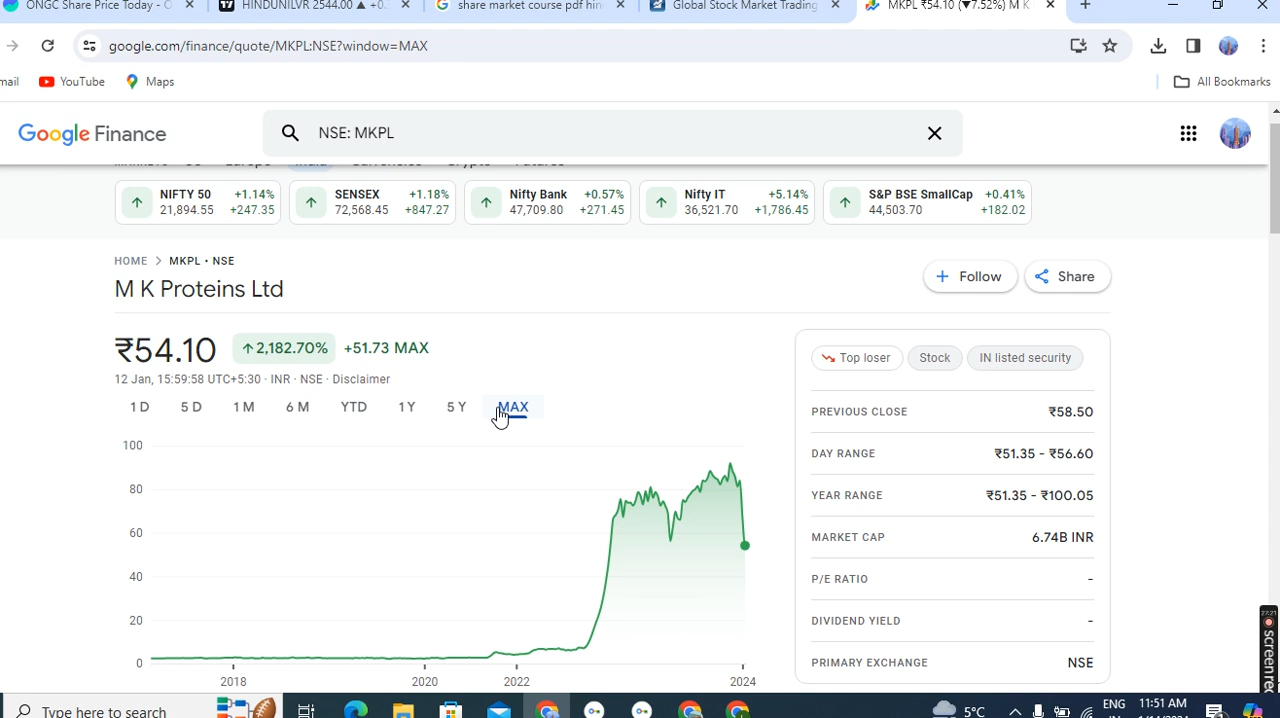 ONGC Share Price Today - O
HINDUNILVR 2544.00 ▲ +0.
share market course pdf hin
Global Stock Market Trading
MKPL ₹54.10 (▼7.52%) M K
google.com/finance/quote/MKPL:NSE?window=MAX
mail
YouTube
Maps
All Bookmarks
Google Finance
NSE: MKPL
NIFTY 50 +1.14%
21,894.55 +247.35
SENSEX +1.18%
72,568.45 +847.27
Nifty Bank +0.57%
47,709.80 +271.45
Nifty IT +5.14%
36,521.70 +1,786.45
S&P BSE SmallCap +0.41%
44,503.70 +182.02
HOME > MKPL • NSE
M K Proteins Ltd
Follow
Share
₹54.10 ↑2,182.70% +51.73 MAX
12 Jan, 15:59:58 UTC+5:30 · INR · NSE · Disclaimer
1D 5D 1M 6M YTD 1Y 5Y MAX
100
80
60
40
20
0
2018 2020 2022 2024
Top loser
Stock
IN listed security
PREVIOUS CLOSE ₹58.50
DAY RANGE ₹51.35 - ₹56.60
YEAR RANGE ₹51.35 - ₹100.05
MARKET CAP 6.74B INR
P/E RATIO -
DIVIDEND YIELD -
PRIMARY EXCHANGE NSE
screen rec
Type here to search
5°C
ENG
IN
11:51 AM